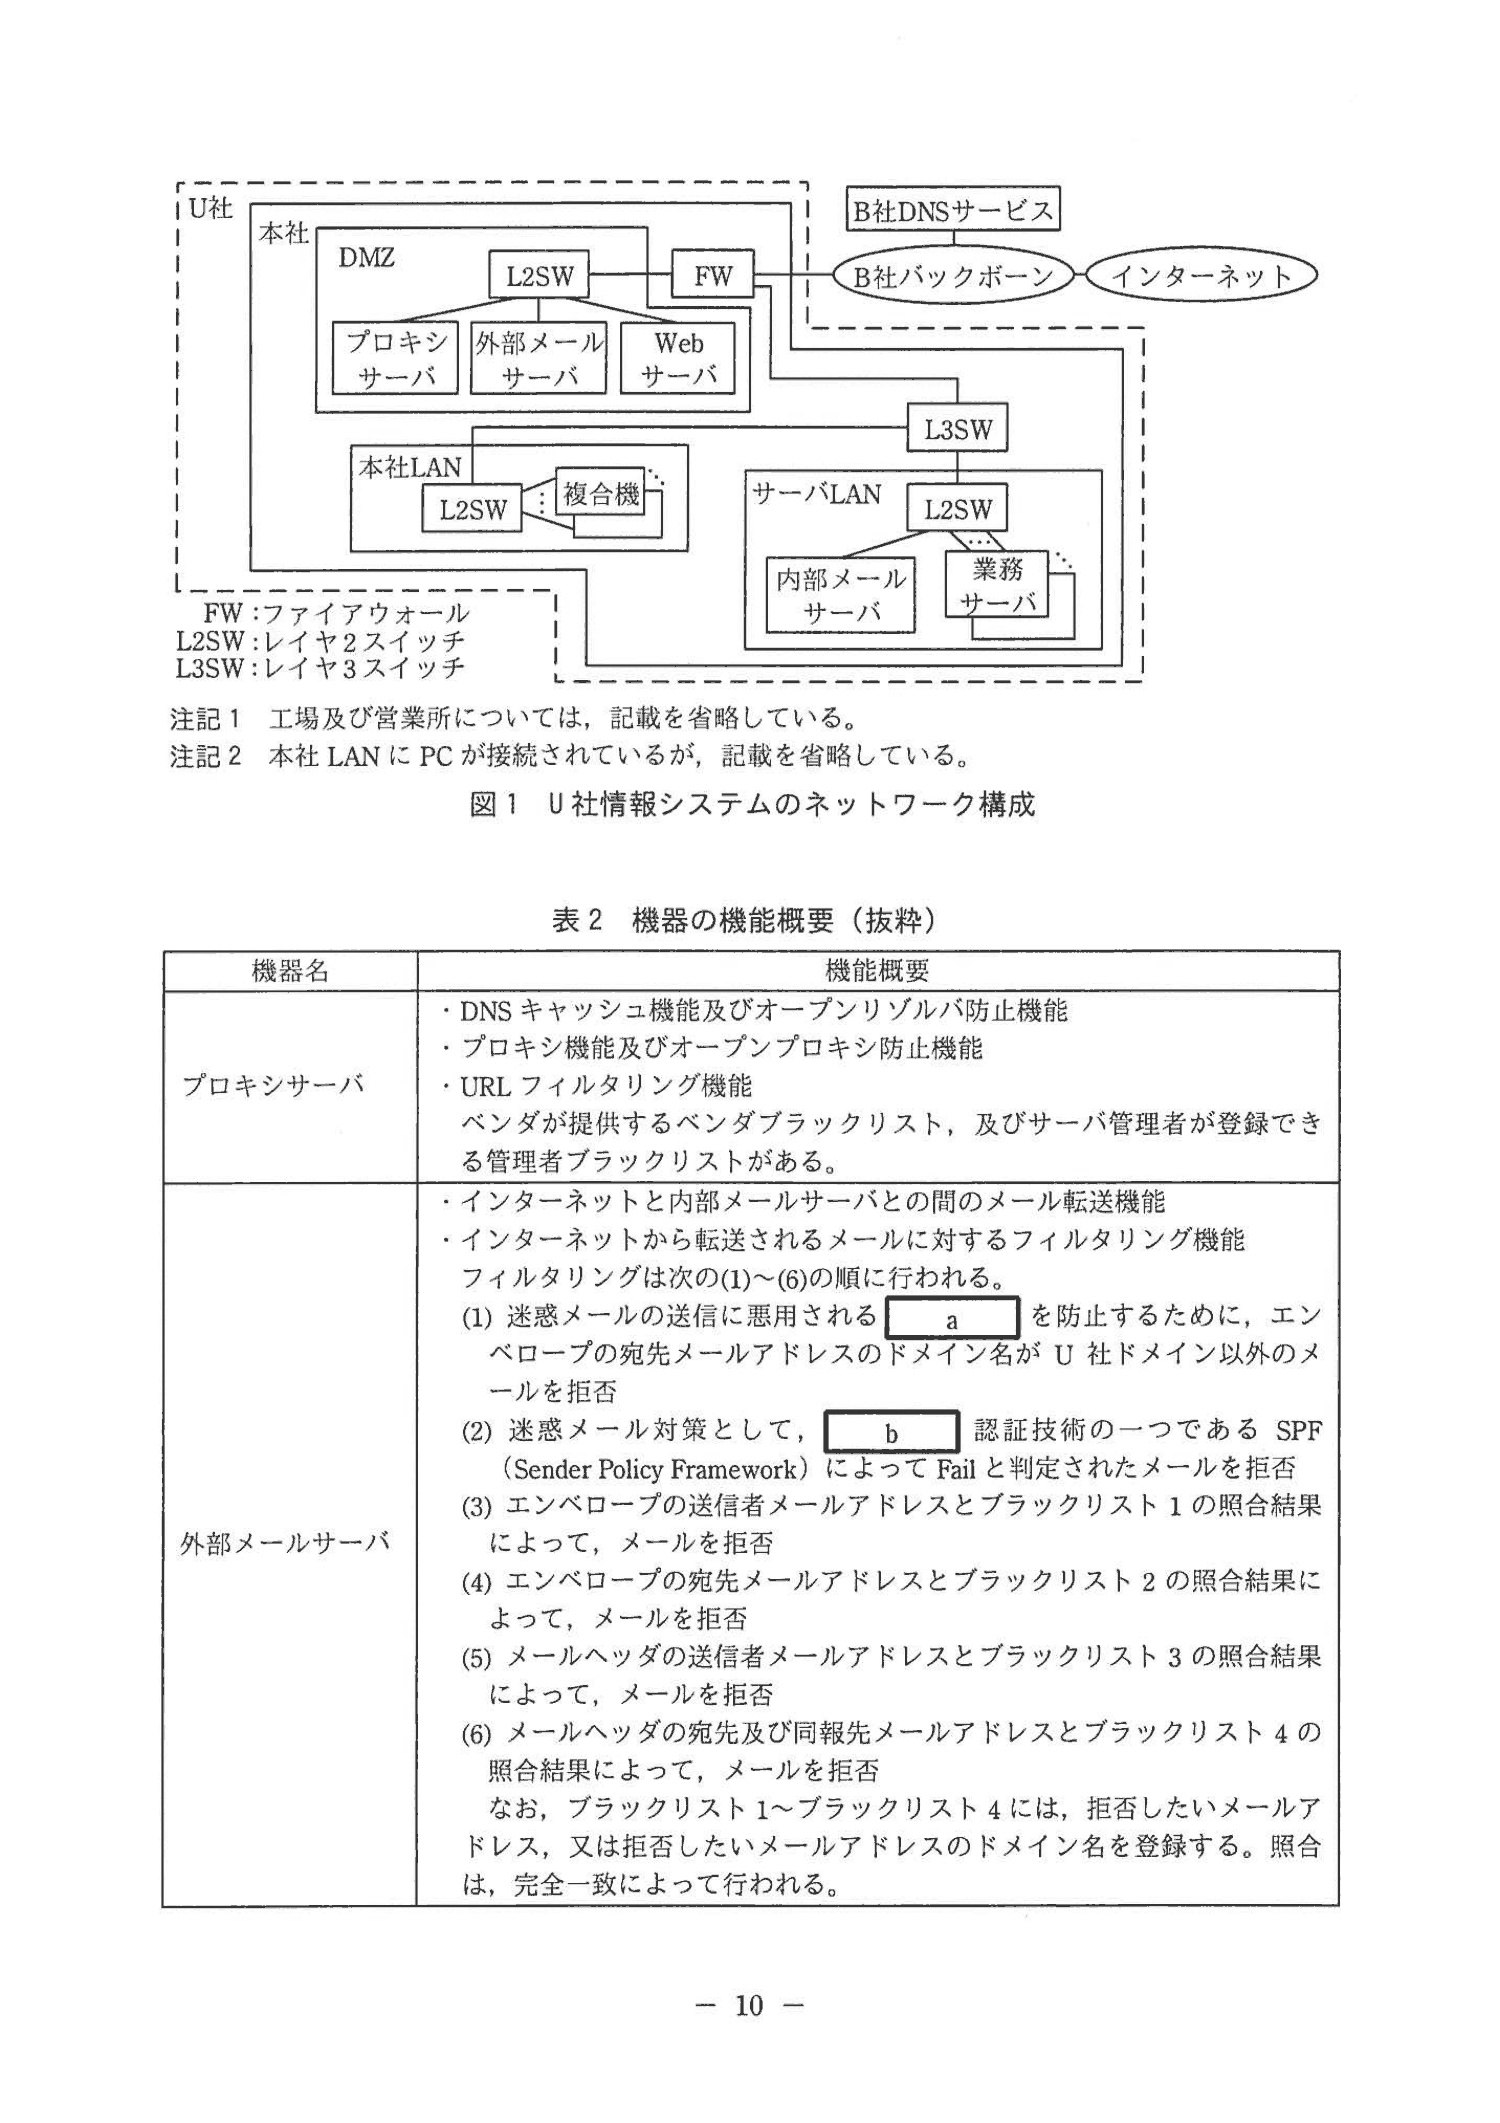 U社
本社
DMZ
L2SW
FW
B社DNSサービス
B社バックボーン
インターネット
プロキシ
サーバ
外部メール
サーバ
Web
サーバ
L3SW
本社LAN
L2SW
複合機
サーバLAN
L2SW
内部メール
サーバ
業務
サーバ
FW:ファイアウォール
L2SW:レイヤ2スイッチ
L3SW:レイヤ3スイッチ
注記1 工場及び営業所については,記載を省略している。
注記2 本社 LAN に PC が接続されているが,記載を省略している。
図1 U社情報システムのネットワーク構成
表2 機器の機能概要(抜粋)
機器名
機能概要
プロキシサーバ
・DNS キャッシュ機能及びオープンリゾルバ防止機能
・プロキシ機能及びオープンプロキシ防止機能
・URL フィルタリング機能
ベンダが提供するベンダブラックリスト,及びサーバ管理者が登録でき
る管理者ブラックリストがある。
外部メールサーバ
・インターネットと内部メールサーバとの間のメール転送機能
・インターネットから転送されるメールに対するフィルタリング機能
フィルタリングは次の(1)~(6)の順に行われる。
(1) 迷惑メールの送信に悪用される a を防止するために,エン
ベロープの宛先メールアドレスのドメイン名が U 社ドメイン以外のメ
ールを拒否
(2) 迷惑メール対策として, b 認証技術の一つである SPF
(Sender Policy Framework)によって Fail と判定されたメールを拒否
(3) エンベロープの送信者メールアドレスとブラックリスト 1 の照合結果
によって,メールを拒否
(4) エンベロープの宛先メールアドレスとブラックリスト 2 の照合結果に
よって,メールを拒否
(5) メールヘッダの送信者メールアドレスとブラックリスト 3 の照合結果
によって,メールを拒否
(6) メールヘッダの宛先及び同報先メールアドレスとブラックリスト 4 の
照合結果によって,メールを拒否
なお,ブラックリスト 1~ブラックリスト 4 には,拒否したいメールア
ドレス,又は拒否したいメールアドレスのドメイン名を登録する。照合
は,完全一致によって行われる。
- 10 -